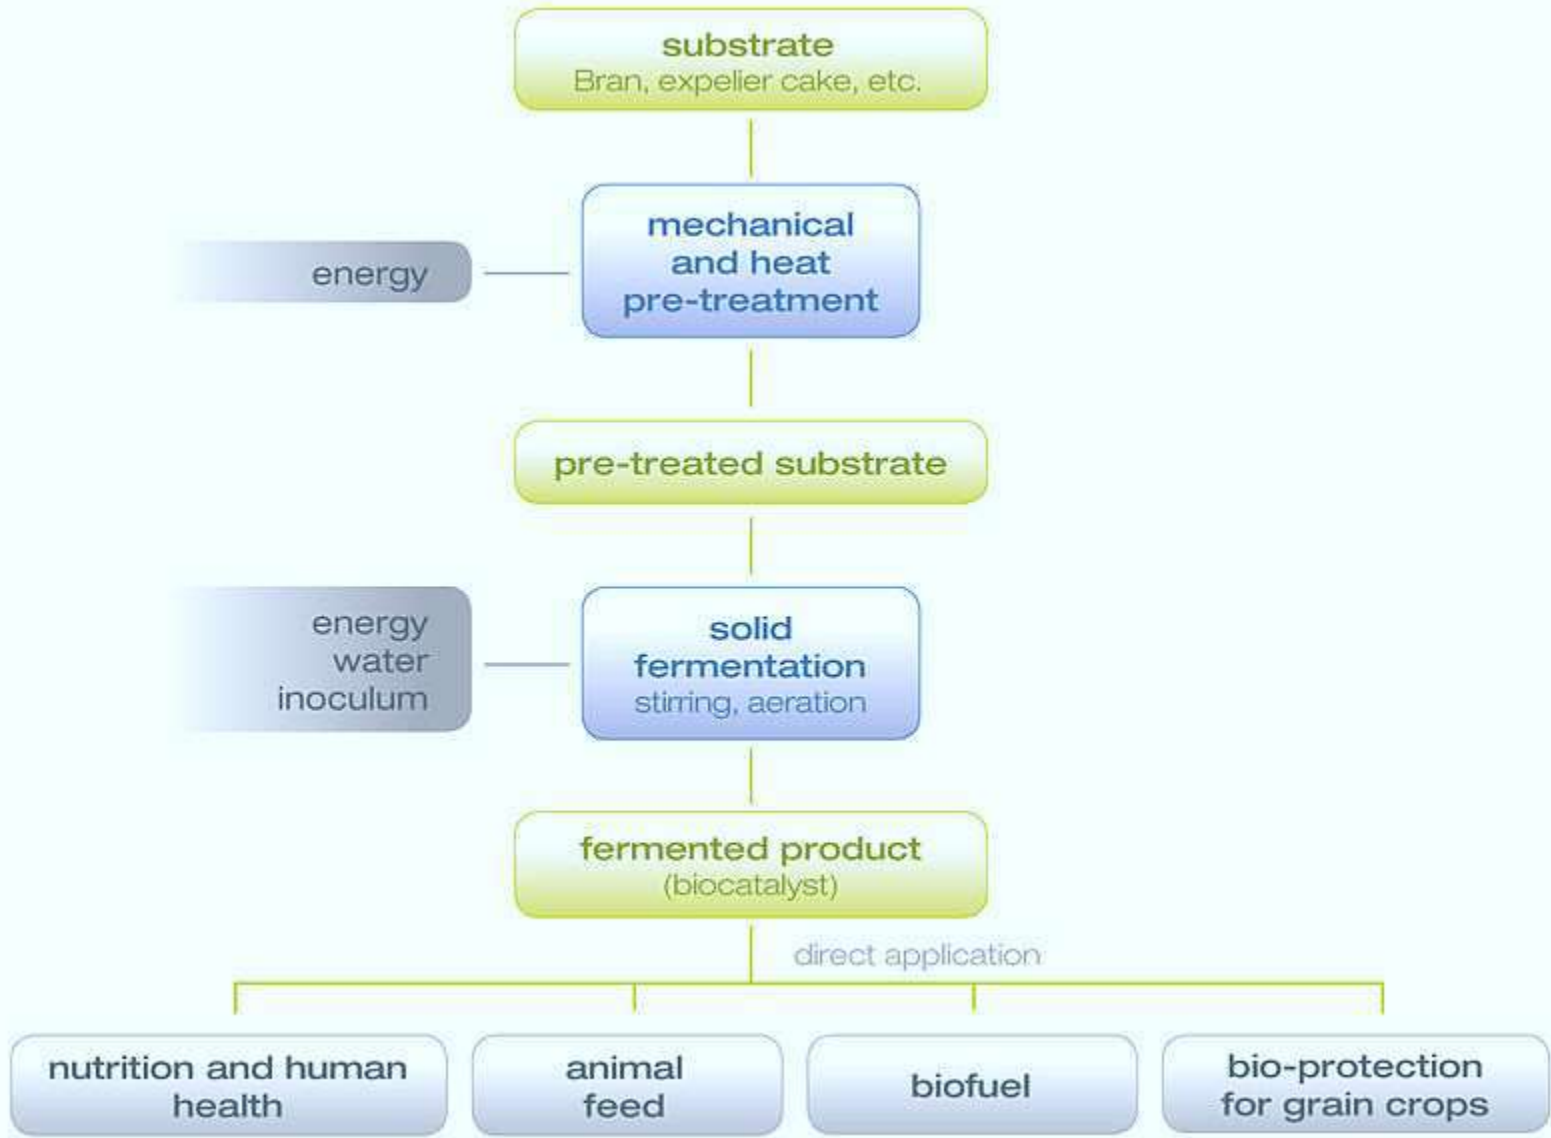 substrate
Bran, expelier cake, etc.
mechanical
and heat
pre-treatment
energy
pre-treated substrate
energy
water
inoculum
solid
fermentation
stirring, aeration
fermented product
(biocatalyst)
direct application
nutrition and human
health
animal
feed
biofuel
bio-protection
for grain crops